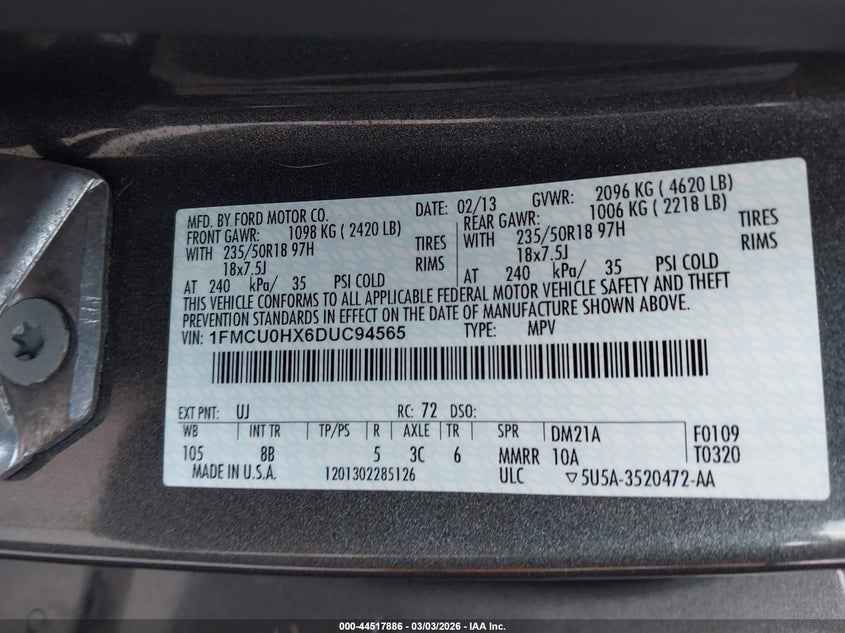 MFD. BY FORD MOTOR CO. DATE: 02/13 GVWR: 2096 KG ( 4620 LB)
FRONT GAWR: 1098 KG ( 2420 LB) REAR GAWR: 1006 KG ( 2218 LB)
WITH 235/50R18 97H TIRES WITH 235/50R18 97H TIRES
18x7.5J RIMS 18x7.5J RIMS
AT 240 kPa/ 35 PSI COLD AT 240 kPa/ 35 PSI COLD
THIS VEHICLE CONFORMS TO ALL APPLICABLE FEDERAL MOTOR VEHICLE SAFETY AND THEFT
PREVENTION STANDARDS IN EFFECT ON THE DATE OF MANUFACTURE SHOWN ABOVE.
VIN: 1FMCU0HX6DUC94565 TYPE: MPV
EXT PNT: UJ RC: 72 DSO:
WB INT TR TP/PS R AXLE TR SPR DM21A F0109
105 8B 5 3C 6 MMRR 10A T0320
MADE IN U.S.A. 1201302285126 ULC ▽5U5A-3520472-AA
000-44517886 — 03/03/2026 — IAA Inc.